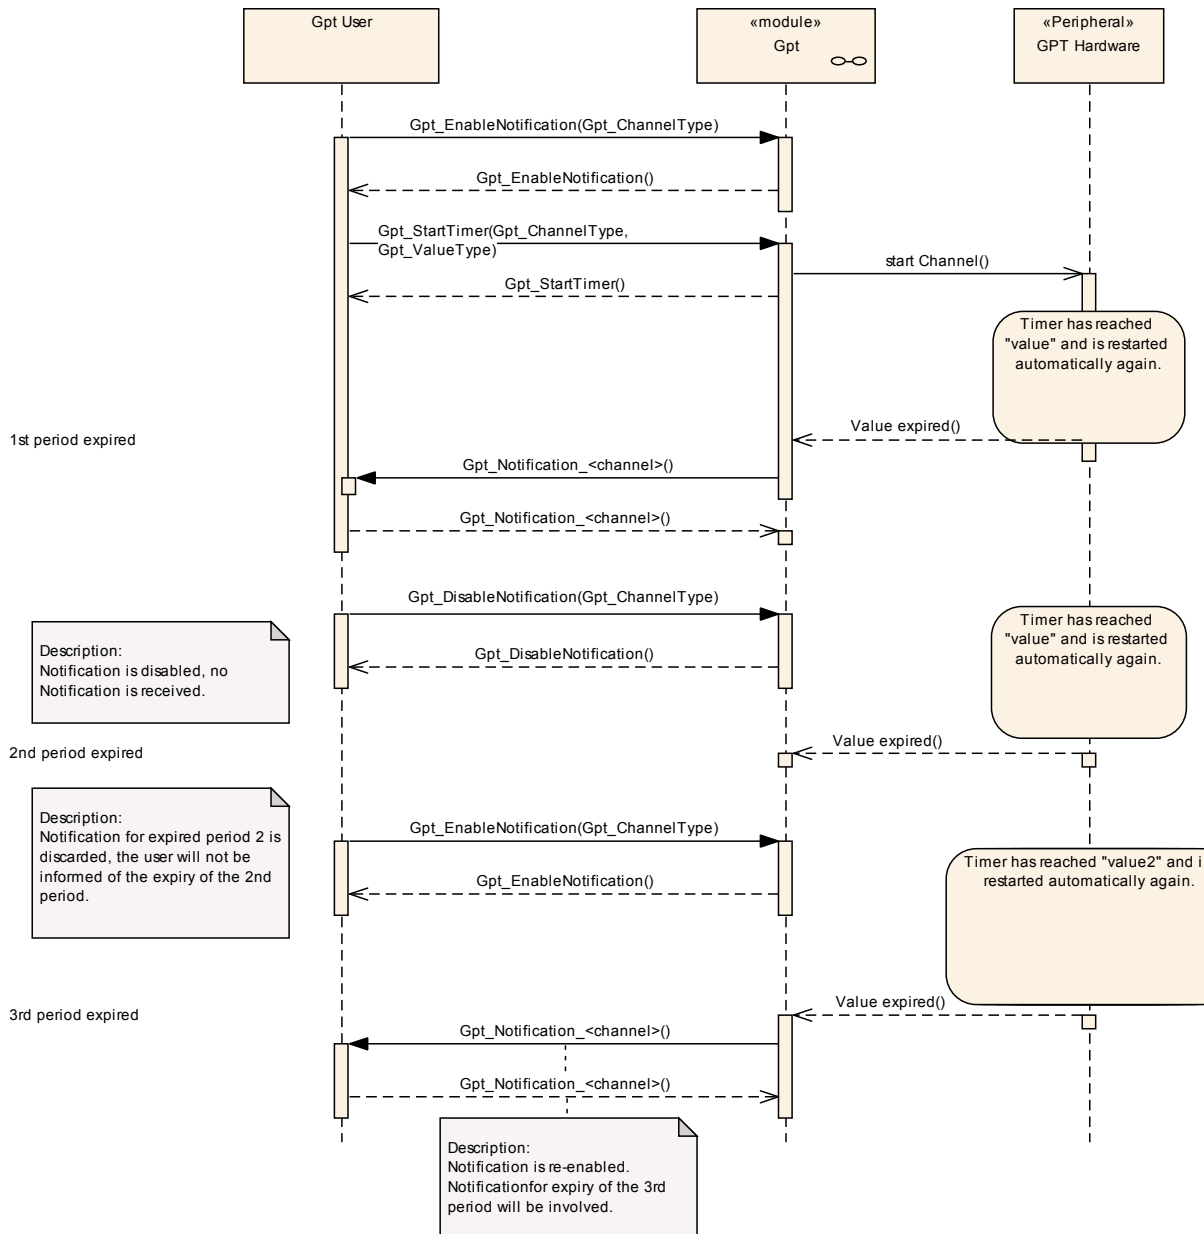 Gpt User
«module»
Gpt
«Peripheral»
GPT Hardware
Gpt_EnableNotification(Gpt_ChannelType)
Gpt_EnableNotification()
Gpt_StartTimer(Gpt_ChannelType,
Gpt_ValueType)
start Channel()
Gpt_StartTimer()
Timer has reached
"value" and is restarted
automatically again.
1st period expired
Value expired()
Gpt_Notification_<channel>()
Gpt_Notification_<channel>()
Gpt_DisableNotification(Gpt_ChannelType)
Timer has reached
"value" and is restarted
automatically again.
Description:
Notification is disabled, no
Notification is received.
Gpt_DisableNotification()
2nd period expired
Value expired()
Description:
Notification for expired period 2 is
discarded, the user will not be
informed of the expiry of the 2nd
period.
Gpt_EnableNotification(Gpt_ChannelType)
Gpt_EnableNotification()
Timer has reached "value2" and i
restarted automatically again.
3rd period expired
Value expired()
Gpt_Notification_<channel>()
Gpt_Notification_<channel>()
Description:
Notification is re-enabled.
Notificationfor expiry of the 3rd
period will be involved.